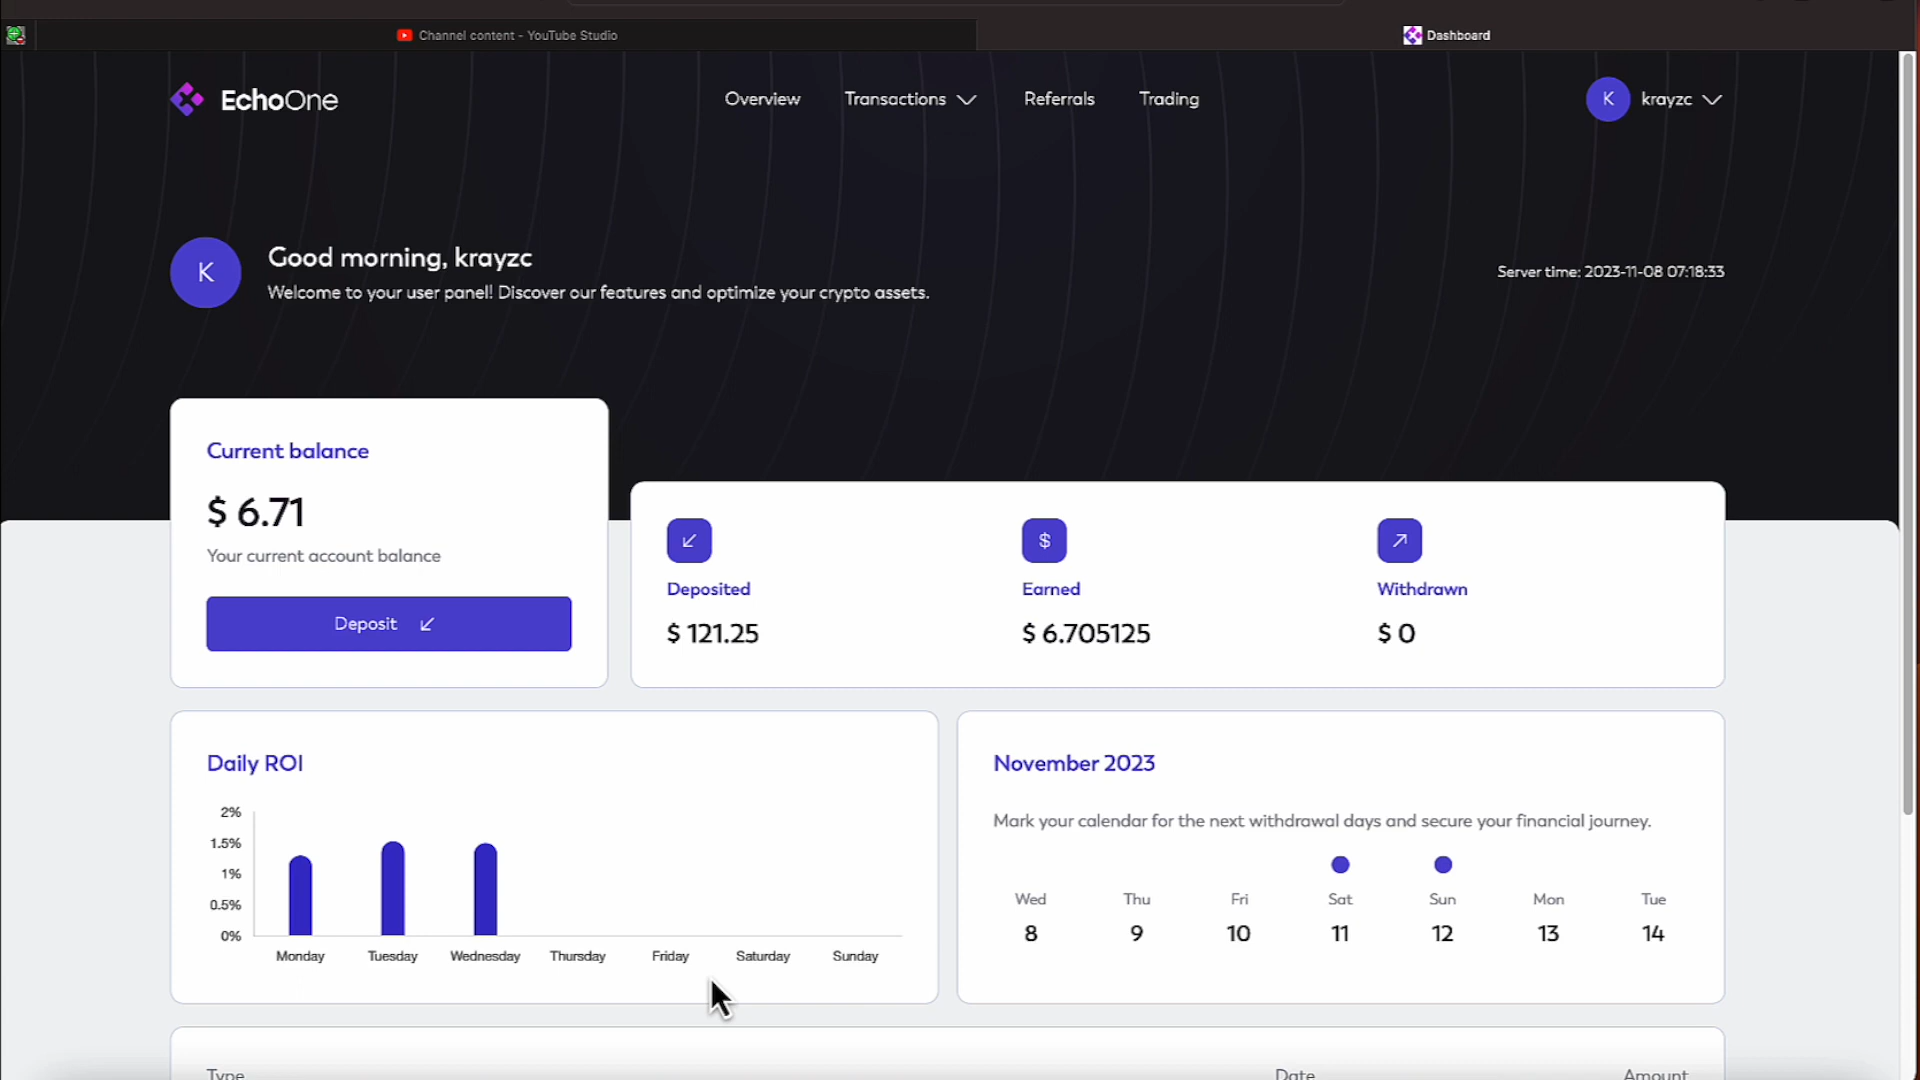 Channel content - YouTube Studio
Dashboard
EchoOne
Overview
Transactions
Referrals
Trading
K
krayzc
K
Good morning, krayzc
Welcome to your user panel! Discover our features and optimize your crypto assets.
Server time: 2023-11-08 07:18:33
Current balance
$ 6.71
Your current account balance
Deposit
Deposited
$ 121.25
$
Earned
$ 6.705125
Withdrawn
$ 0
Daily ROI
2%
1.5%
1%
0.5%
0%
Monday Tuesday Wednesday Thursday Friday Saturday Sunday
November 2023
Mark your calendar for the next withdrawal days and secure your financial journey.
Wed Thu Fri Sat Sun Mon Tue
8 9 10 11 12 13 14
Type Date Amount